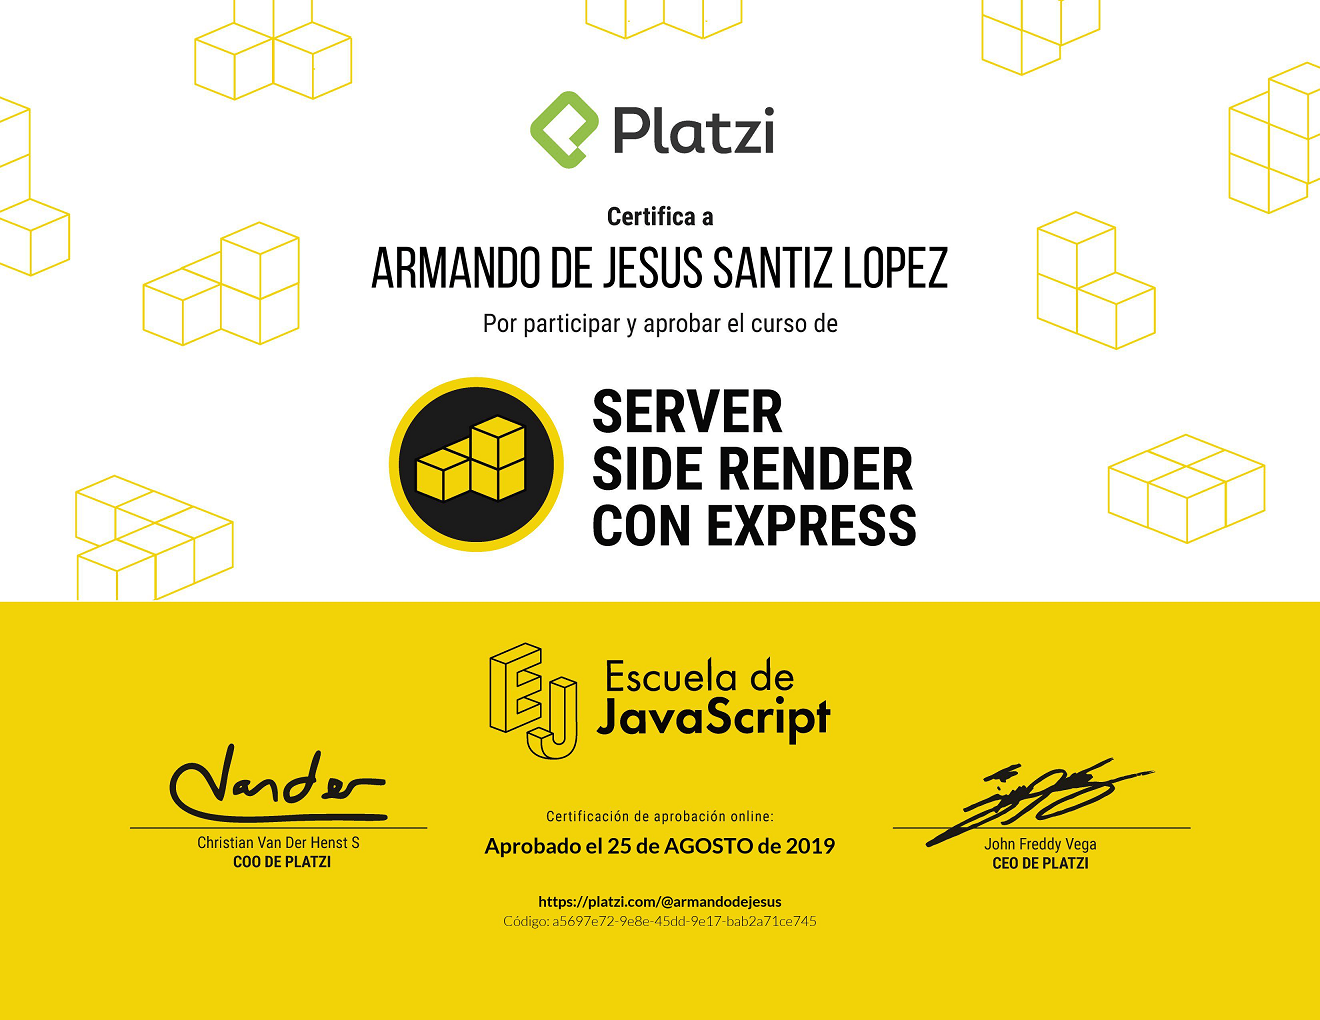 Platzi
Certifica a
ARMANDO DE JESUS SANTIZ LOPEZ
Por participar y aprobar el curso de
SERVER
SIDE RENDER
CON EXPRESS
EJ
Escuela de
JavaScript
Vander
Christian Van Der Henst S
COO DE PLATZI
Certificación de aprobación online:
Aprobado el 25 de AGOSTO de 2019
John Freddy Vega
CEO DE PLATZI
https://platzi.com/@armandodejesus
Código: a5697e72-9e8e-45dd-9e17-bab2a71ce745